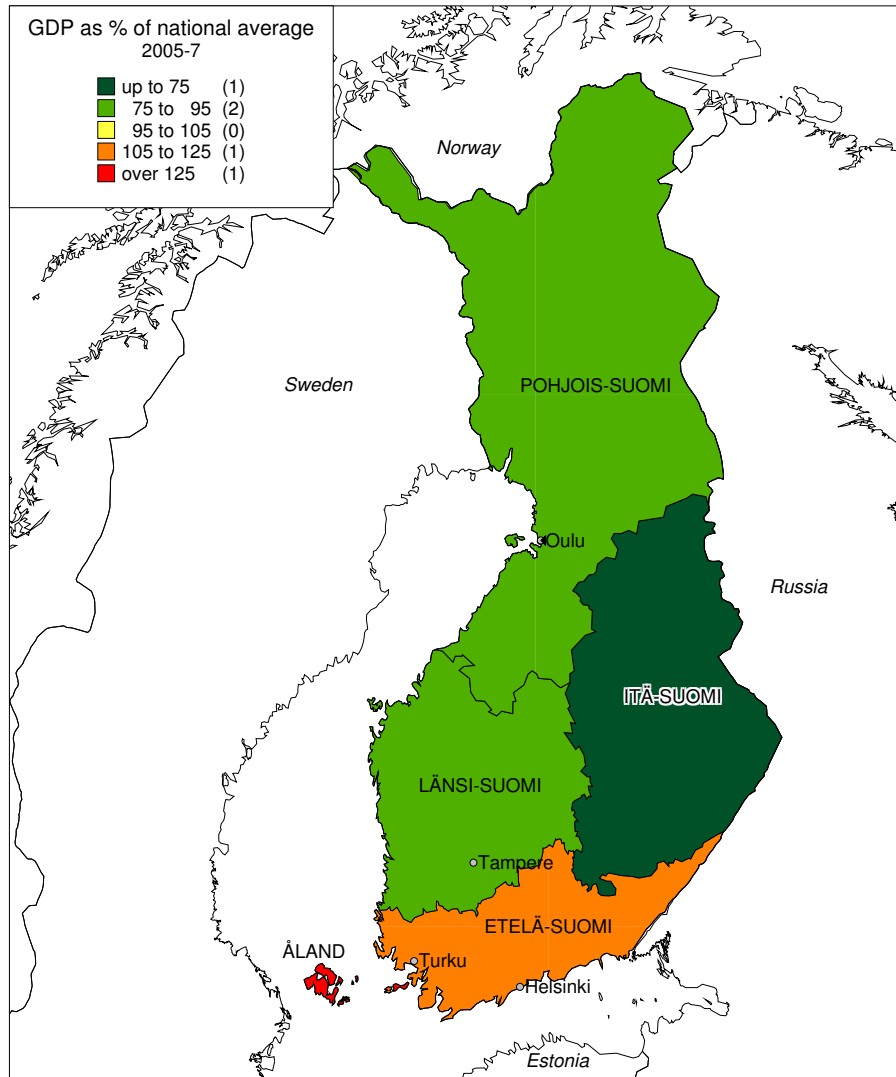 GDP as % of national average
2005-7
up to 75 (1)
75 to 95 (2)
95 to 105 (0)
105 to 125 (1)
over 125 (1)
Norway
Sweden
POHJOIS-SUOMI
Oulu
Russia
ITÄ-SUOMI
LÄNSI-SUOMI
Tampere
ETELÄ-SUOMI
ÅLAND
Turku
Helsinki
Estonia